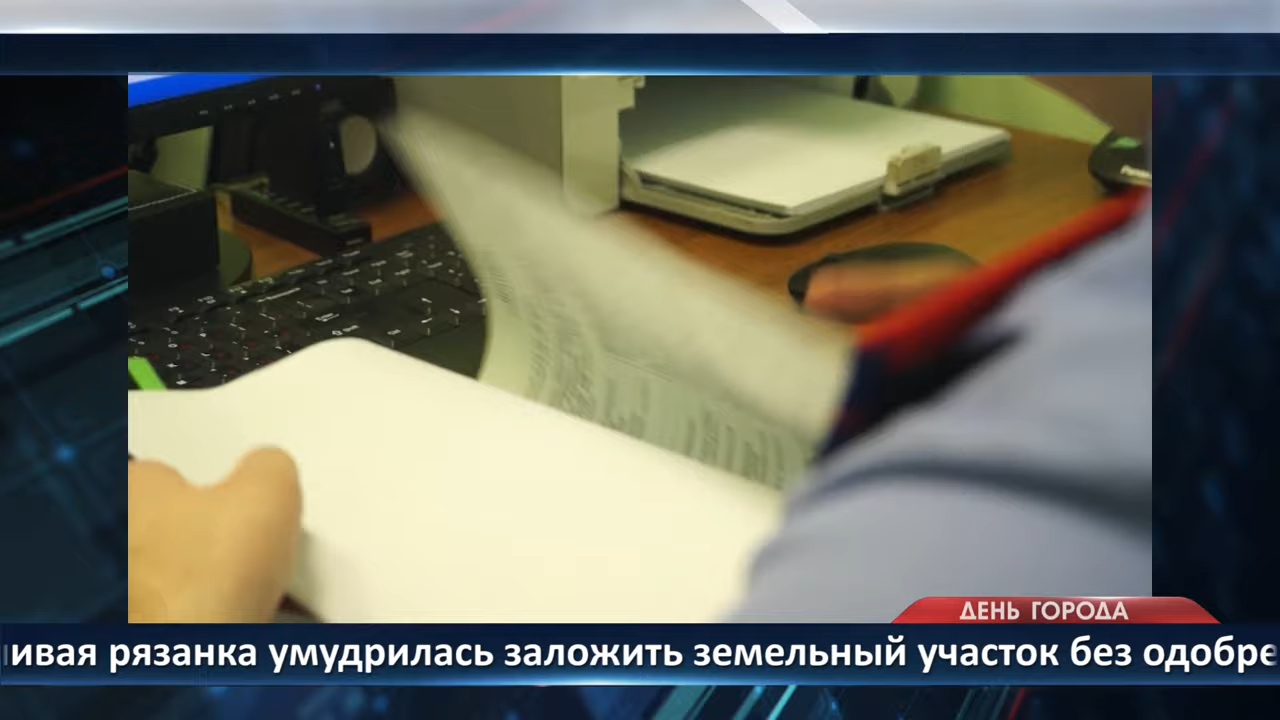 ДЕНЬ ГОРОДА
ивая рязанка умудрилась заложить земельный участок без одобре